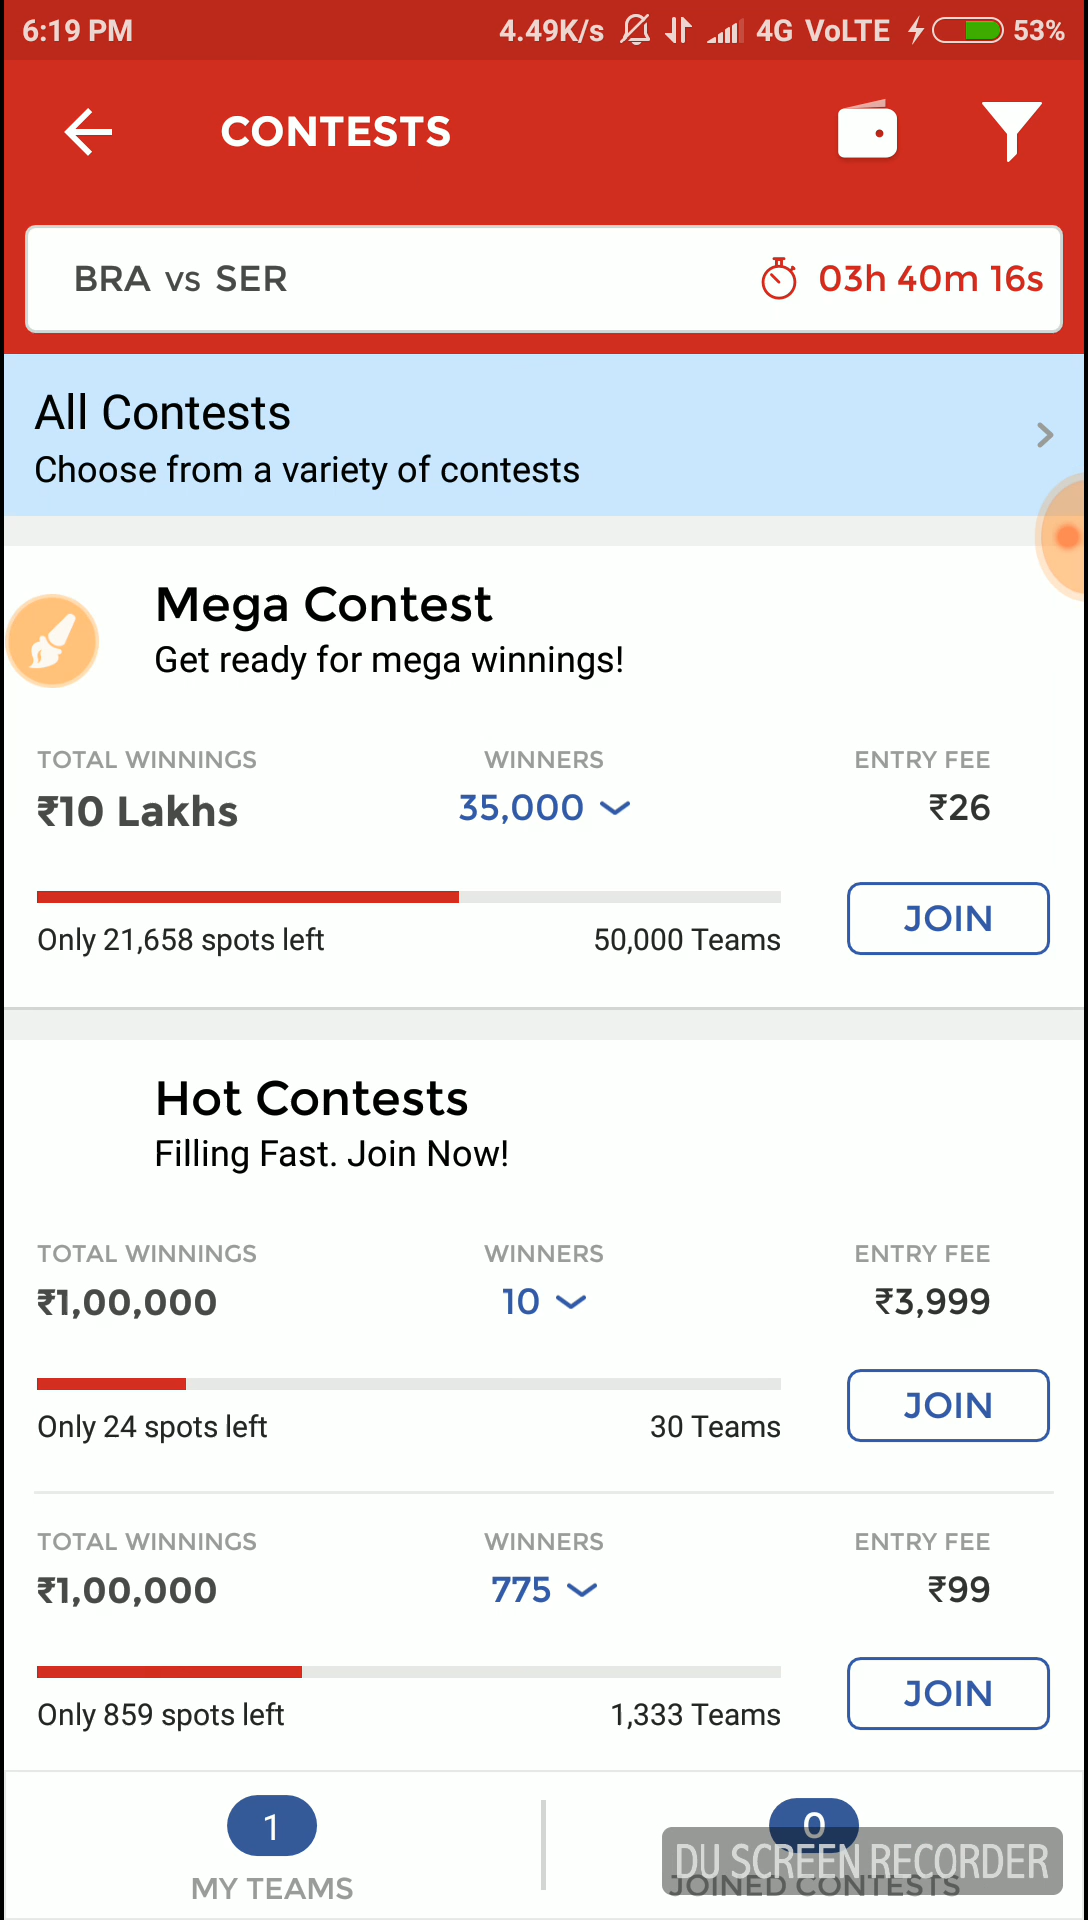 6:19 PM 4.49K/s 4G VoLTE 53%
CONTESTS
BRA vs SER 03h 40m 16s
All Contests
Choose from a variety of contests
Mega Contest
Get ready for mega winnings!
TOTAL WINNINGS WINNERS ENTRY FEE
₹10 Lakhs 35,000 ₹26
Only 21,658 spots left 50,000 Teams JOIN
Hot Contests
Filling Fast. Join Now!
TOTAL WINNINGS WINNERS ENTRY FEE
₹1,00,000 10 ₹3,999
Only 24 spots left 30 Teams JOIN
TOTAL WINNINGS WINNERS ENTRY FEE
₹1,00,000 775 ₹99
Only 859 spots left 1,333 Teams JOIN
1 0
DU SCREEN RECORDER
MY TEAMS JOINED CONTESTS